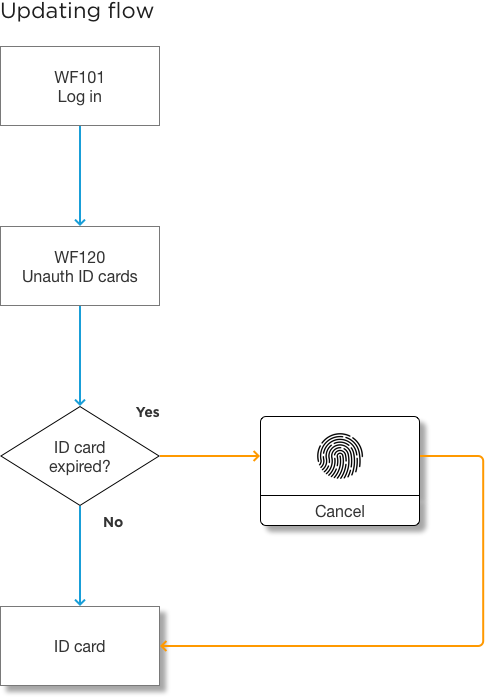 Updating flow
WF101
Log in
WF120
Unauth ID cards
Yes
ID card
expired?
Cancel
No
ID card